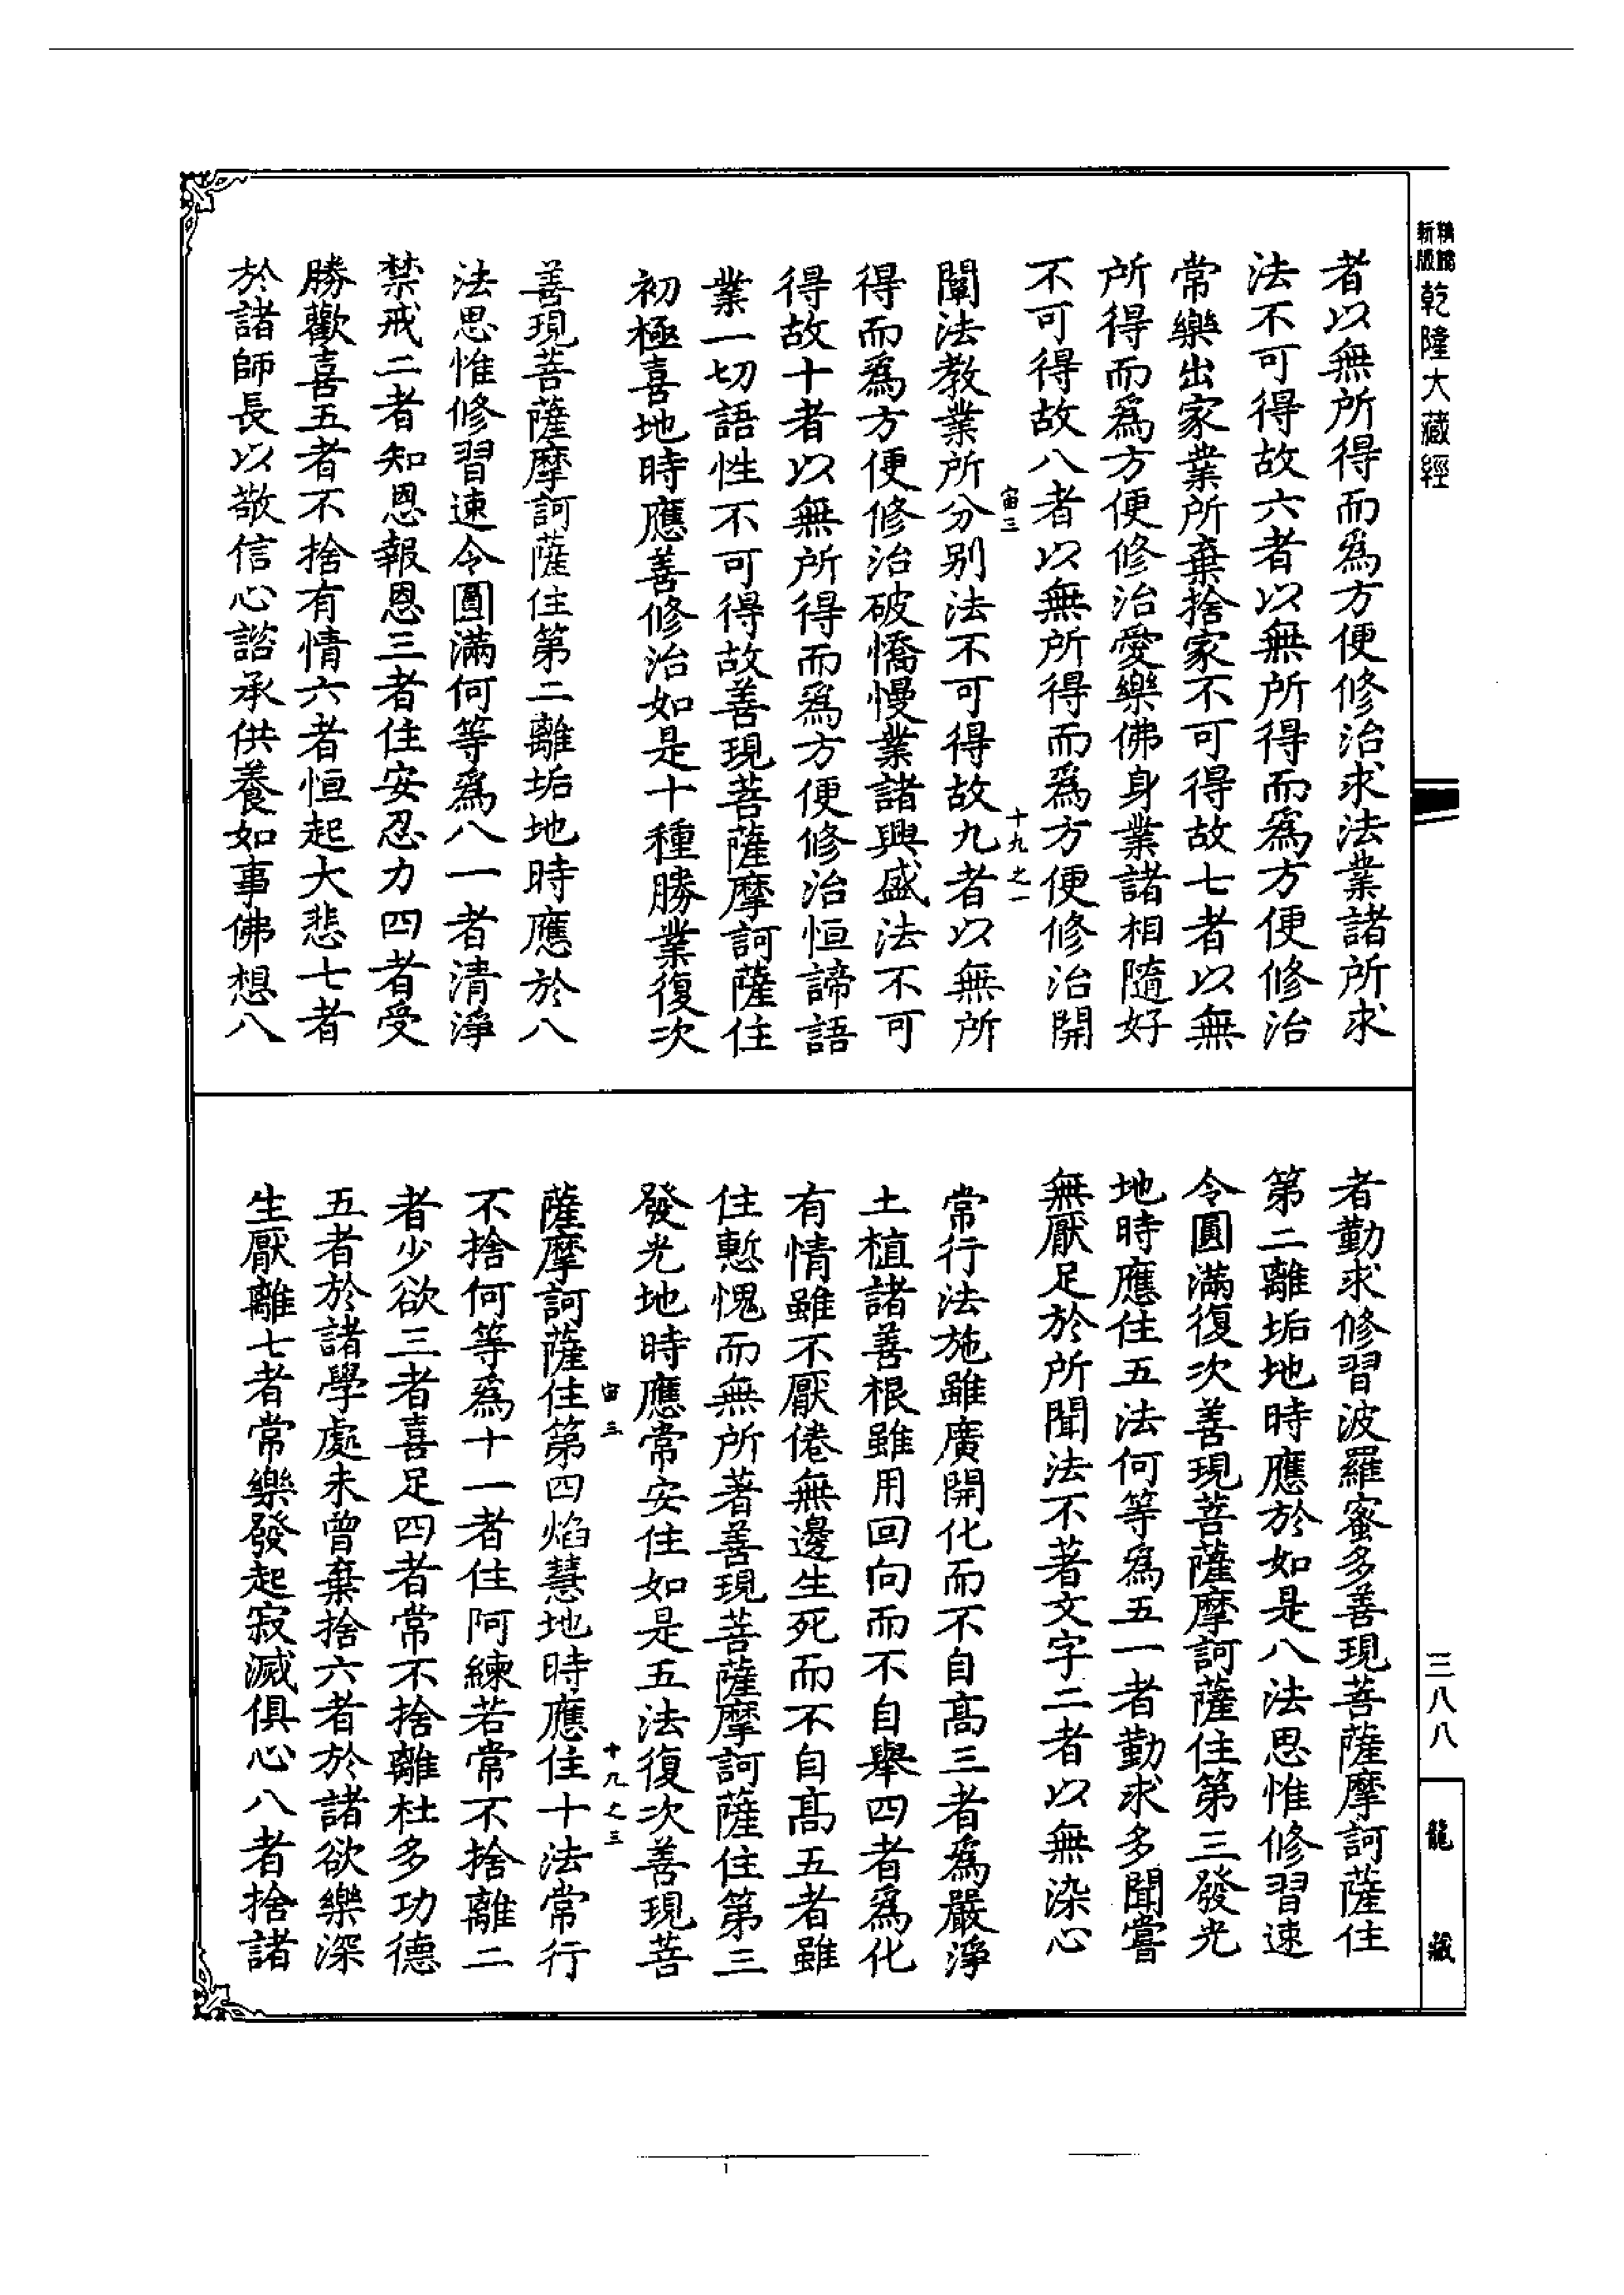 新版
精縮
乾隆大藏經
者以無所得而爲方便修治求法業諸所求
法不可得故六者以無所得而爲方便修治
常樂出家業所棄捨家不可得故七者以無
所得而爲方便修治愛樂佛身業諸相隨好
不可得故八者以無所得而爲方便修治開
宙三
十九之一
闡法教業所分别法不可得故九者以無所
得而爲方便修治破憍慢業諸興盛法不可
得故十者以無所得而爲方便修治恒諦語
業一切語性不可得故善現菩薩摩訶薩住
初極喜地時應善修治如是十種勝業復次
善現菩薩摩訶薩住第二離垢地時應於八
法思惟修習速令圓滿何等爲八一者清淨
禁戒二者知恩報恩三者住安忍力四者受
勝歡喜五者不捨有情六者恒起大悲七者
於諸師長以敬信心諮承供養如事佛想八
者勤求修習波羅蜜多善現菩薩摩訶薩住
第二離垢地時應於如是八法思惟修習速
令圓滿復次善現菩薩摩訶薩住第三發光
地時應住五法何等爲五一者勤求多聞嘗
無厭足於所聞法不著文字二者以無染心
常行法施雖廣開化而不自髙三者爲嚴淨
土植諸善根雖用回向而不自舉四者爲化
有情雖不厭倦無邊生死而不自髙五者雖
住慙愧而無所著善現菩薩摩訶薩住第三
發光地時應常安住如是五法復次善現菩
宙三
十九之三
薩摩訶薩住第四焰慧地時應住十法常行
不捨何等爲十一者住阿練若常不捨離二
者少欲三者喜足四者常不捨離杜多功德
五者於諸學處未曾棄捨六者於諸欲樂深
生厭離七者常樂發起寂滅俱心八者捨諸
三八八
龍藏